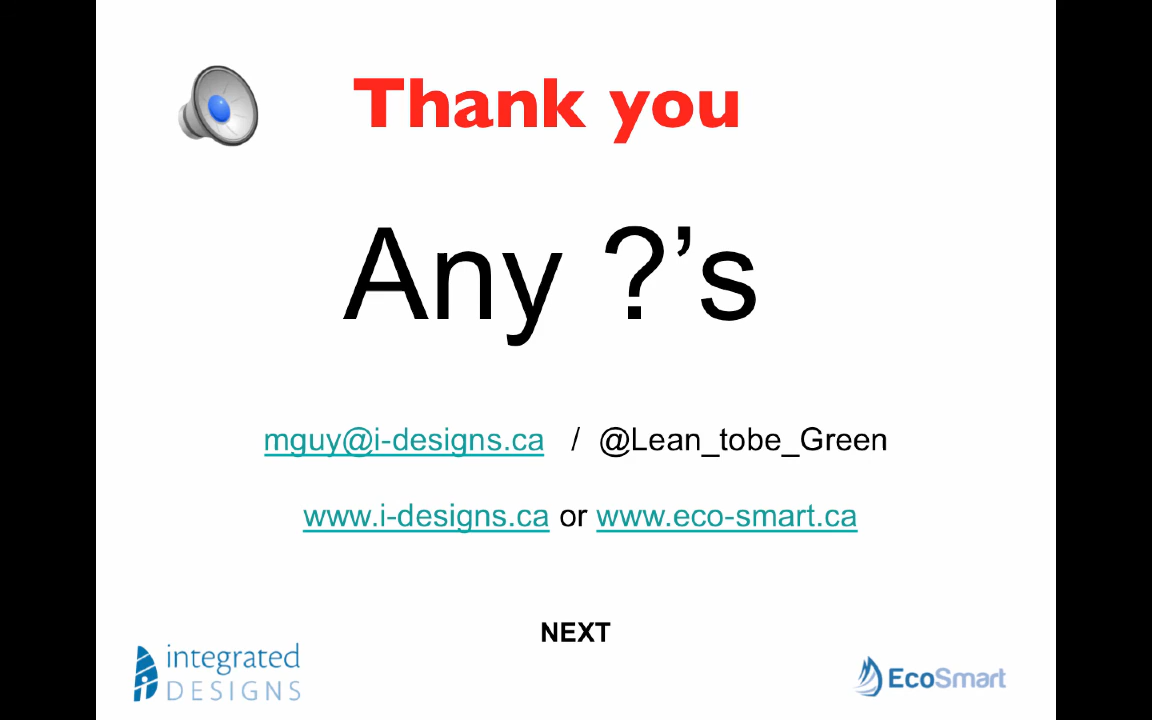 Thank you
Any ?’s
mguy@i-designs.ca / @Lean_tobe_Green
www.i-designs.ca or www.eco-smart.ca
NEXT
integrated
DESIGNS
EcoSmart